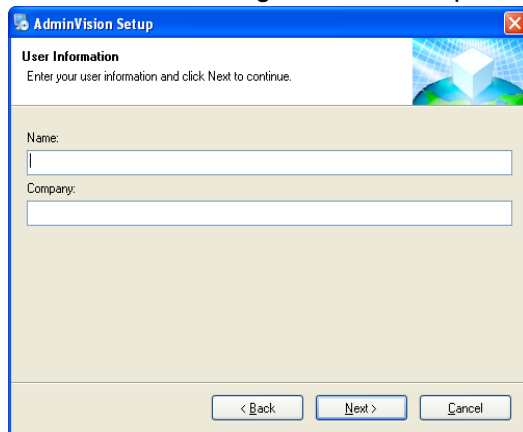 AdminVision Setup
User Information
Enter your user information and click Next to continue.
Name:
Company:
< Back Next > Cancel